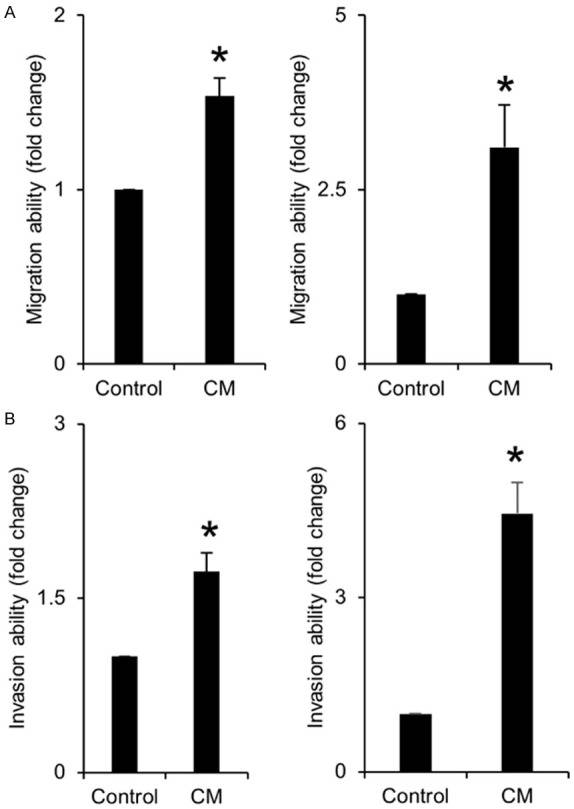 A
Migration ability (fold change)
2
1
0
*
Control CM
Migration ability (fold change)
5
2.5
0
*
Control CM
B
Invasion ability (fold change)
3
1.5
0
*
Control CM
Invasion ability (fold change)
6
3
0
*
Control CM